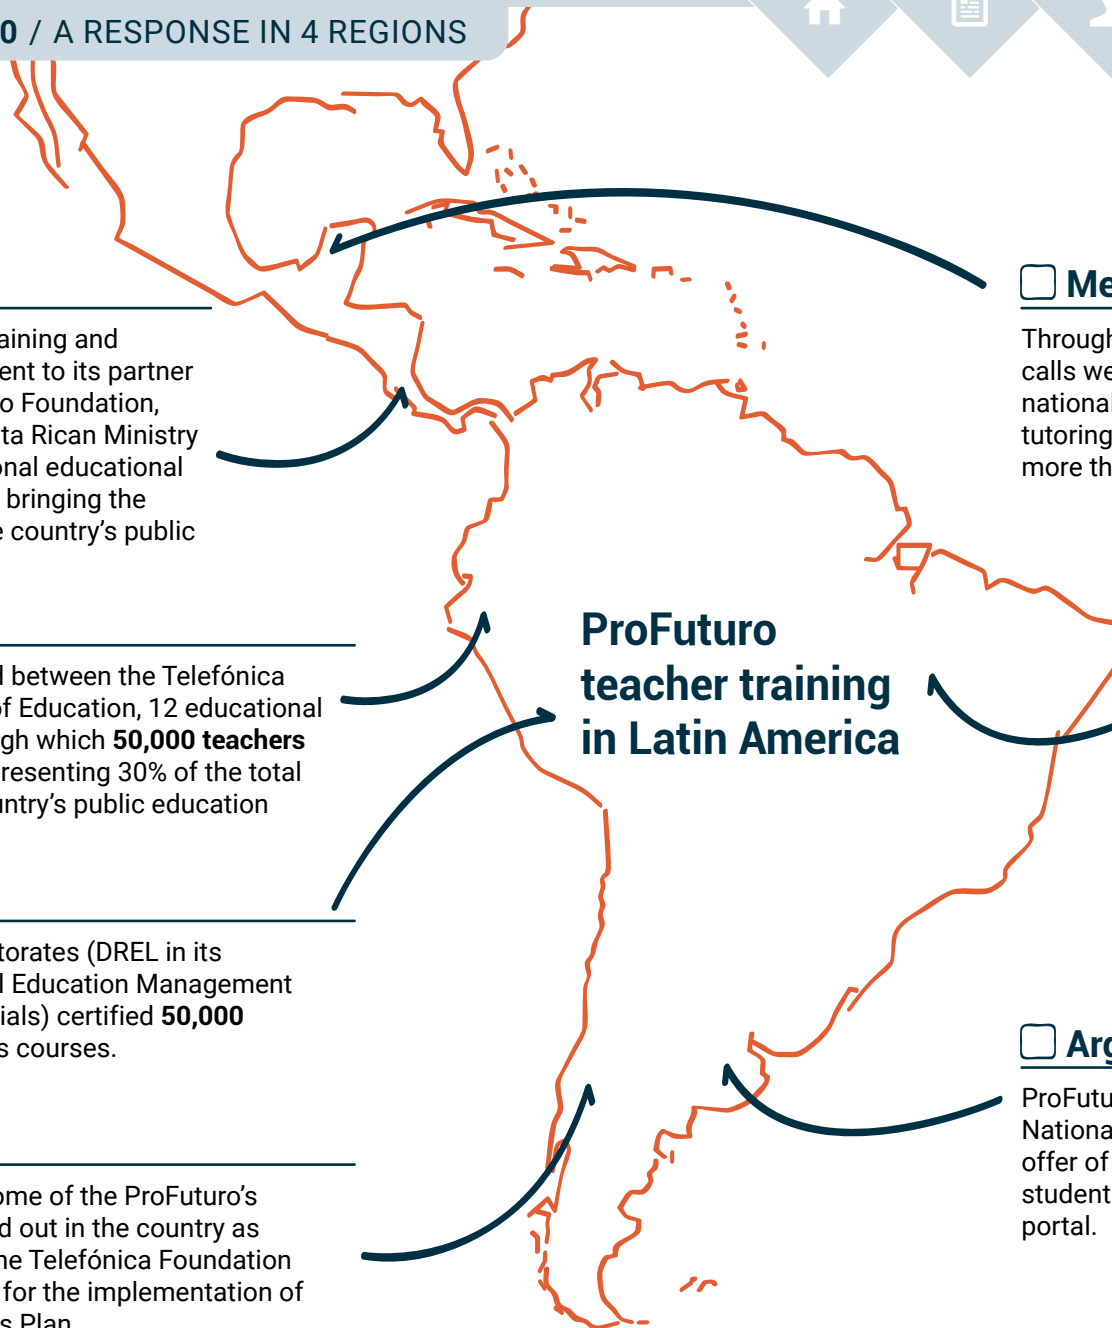 0 / A RESPONSE IN 4 REGIONS
aining and
ent to its partner
o Foundation,
ta Rican Ministry
onal educational
bringing the
e country's public
d between the Telefónica
of Education, 12 educational
gh which 50,000 teachers
presenting 30% of the total
untry's public education
torates (DREL in its
l Education Management
ials) certified 50,000
s courses.
ome of the ProFuturo's
d out in the country as
he Telefónica Foundation
for the implementation of
s Plan
ProFuturo
teacher training
in Latin America
Me
Through
calls we
national
tutoring
more th
Arg
ProFutu
Nationa
offer of
student
portal.